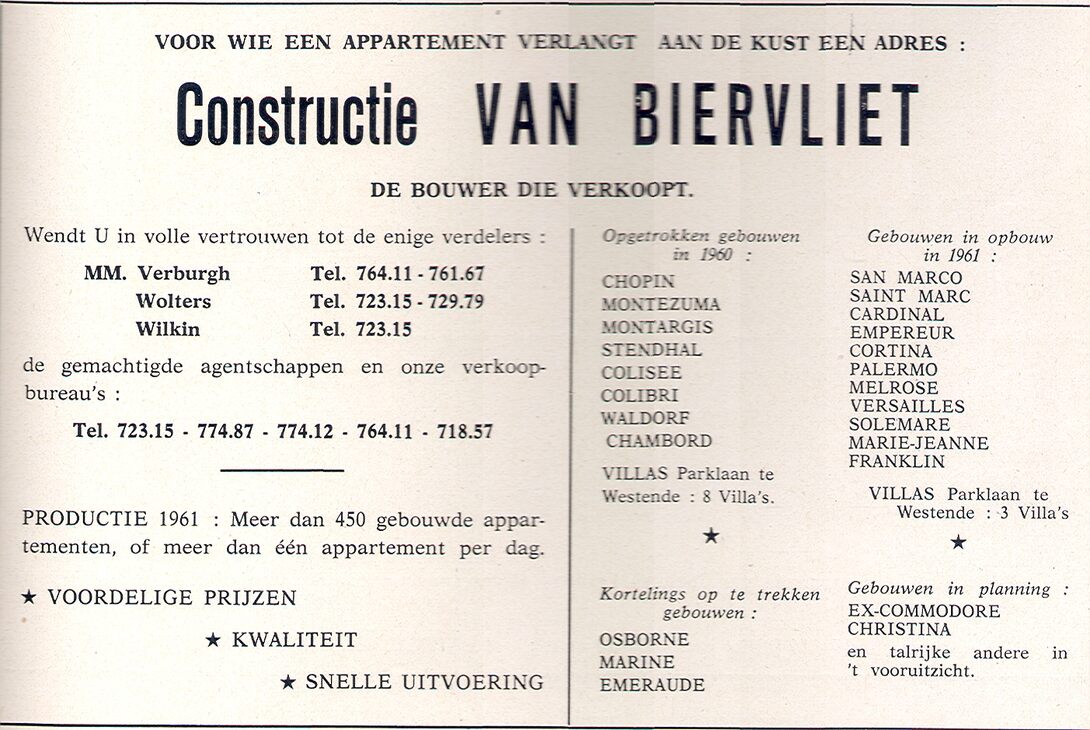 VOOR WIE EEN APPARTEMENT VERLANGT AAN DE KUST EEN ADRES :
Constructie VAN BIERVLIET
DE BOUWER DIE VERKOOPT.
Wendt U in volle vertrouwen tot de enige verdelers :
MM. Verburgh Tel. 764.11 - 761.67
Wolters Tel. 723.15 - 729.79
Wilkin Tel. 723.15
de gemachtigde agentschappen en onze verkoop-
bureau's :
Tel. 723.15 - 774.87 - 774.12 - 764.11 - 718.57
PRODUCTIE 1961 : Meer dan 450 gebouwde appar-
tementen, of meer dan één appartement per dag.
★ VOORDELIGE PRIJZEN
★ KWALITEIT
★ SNELLE UITVOERING
Opgetrokken gebouwen
in 1960 :
CHOPIN
MONTEZUMA
MONTARGIS
STENDHAL
COLISEE
COLIBRI
WALDORF
CHAMBORD
VILLAS Parklaan te
Westende : 8 Villa's.
★
Kortelings op te trekken
gebouwen :
OSBORNE
MARINE
EMERAUDE
Gebouwen in opbouw
in 1961 :
SAN MARCO
SAINT MARC
CARDINAL
EMPEREUR
CORTINA
PALERMO
MELROSE
VERSAILLES
SOLEMARE
MARIE-JEANNE
FRANKLIN
VILLAS Parklaan te
Westende : 3 Villa's
★
Gebouwen in planning :
EX-COMMODORE
CHRISTINA
en talrijke andere in
't vooruitzicht.